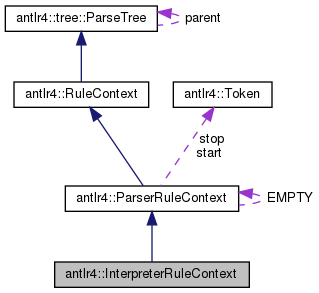 antlr4::tree::ParseTree
parent
antlr4::RuleContext
antlr4::Token
stop
start
antlr4::ParserRuleContext
EMPTY
antlr4::InterpreterRuleContext